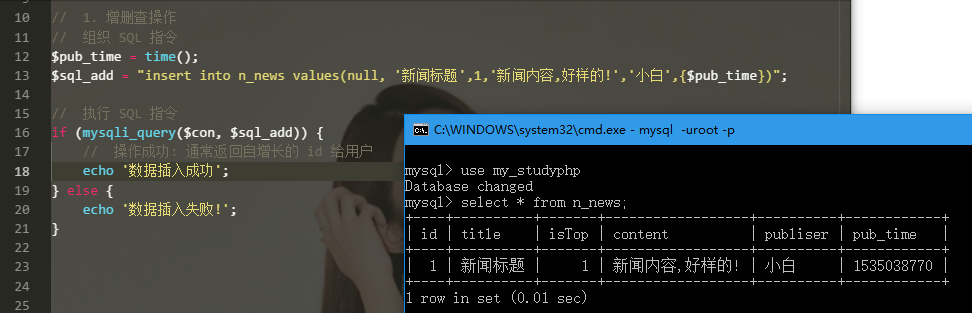 10 // 1. 增删查操作
11 // 组织 SQL 指令
12 $pub_time = time();
13 $sql_add = "insert into n_news values(null, '新闻标题',1,'新闻内容,好样的!','小白',{$pub_time})";
14
15 // 执行 SQL 指令
16 if (mysqli_query($con, $sql_add)) {
17 // 操作成功: 通常返回自增长的 id 给用户
18 echo '数据插入成功';
19 } else {
20 echo '数据插入失败!';
21 }
22
23
24
25
C:\WINDOWS\system32\cmd.exe - mysql -uroot -p
mysql> use my_studyphp
Database changed
mysql> select * from n_news;
+----+----------+-------+------------------+----------+------------+
| id | title | isTop | content | publiser | pub_time |
+----+----------+-------+------------------+----------+------------+
| 1 | 新闻标题 | 1 | 新闻内容,好样的! | 小白 | 1535038770 |
+----+----------+-------+------------------+----------+------------+
1 row in set (0.01 sec)